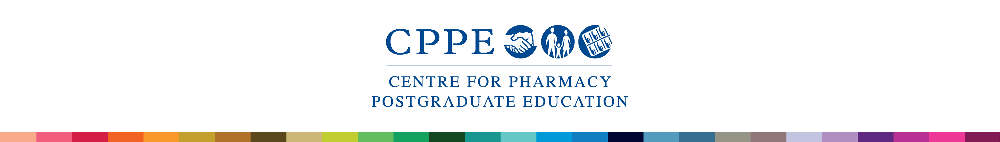 CPPE
CENTRE FOR PHARMACY
POSTGRADUATE EDUCATION